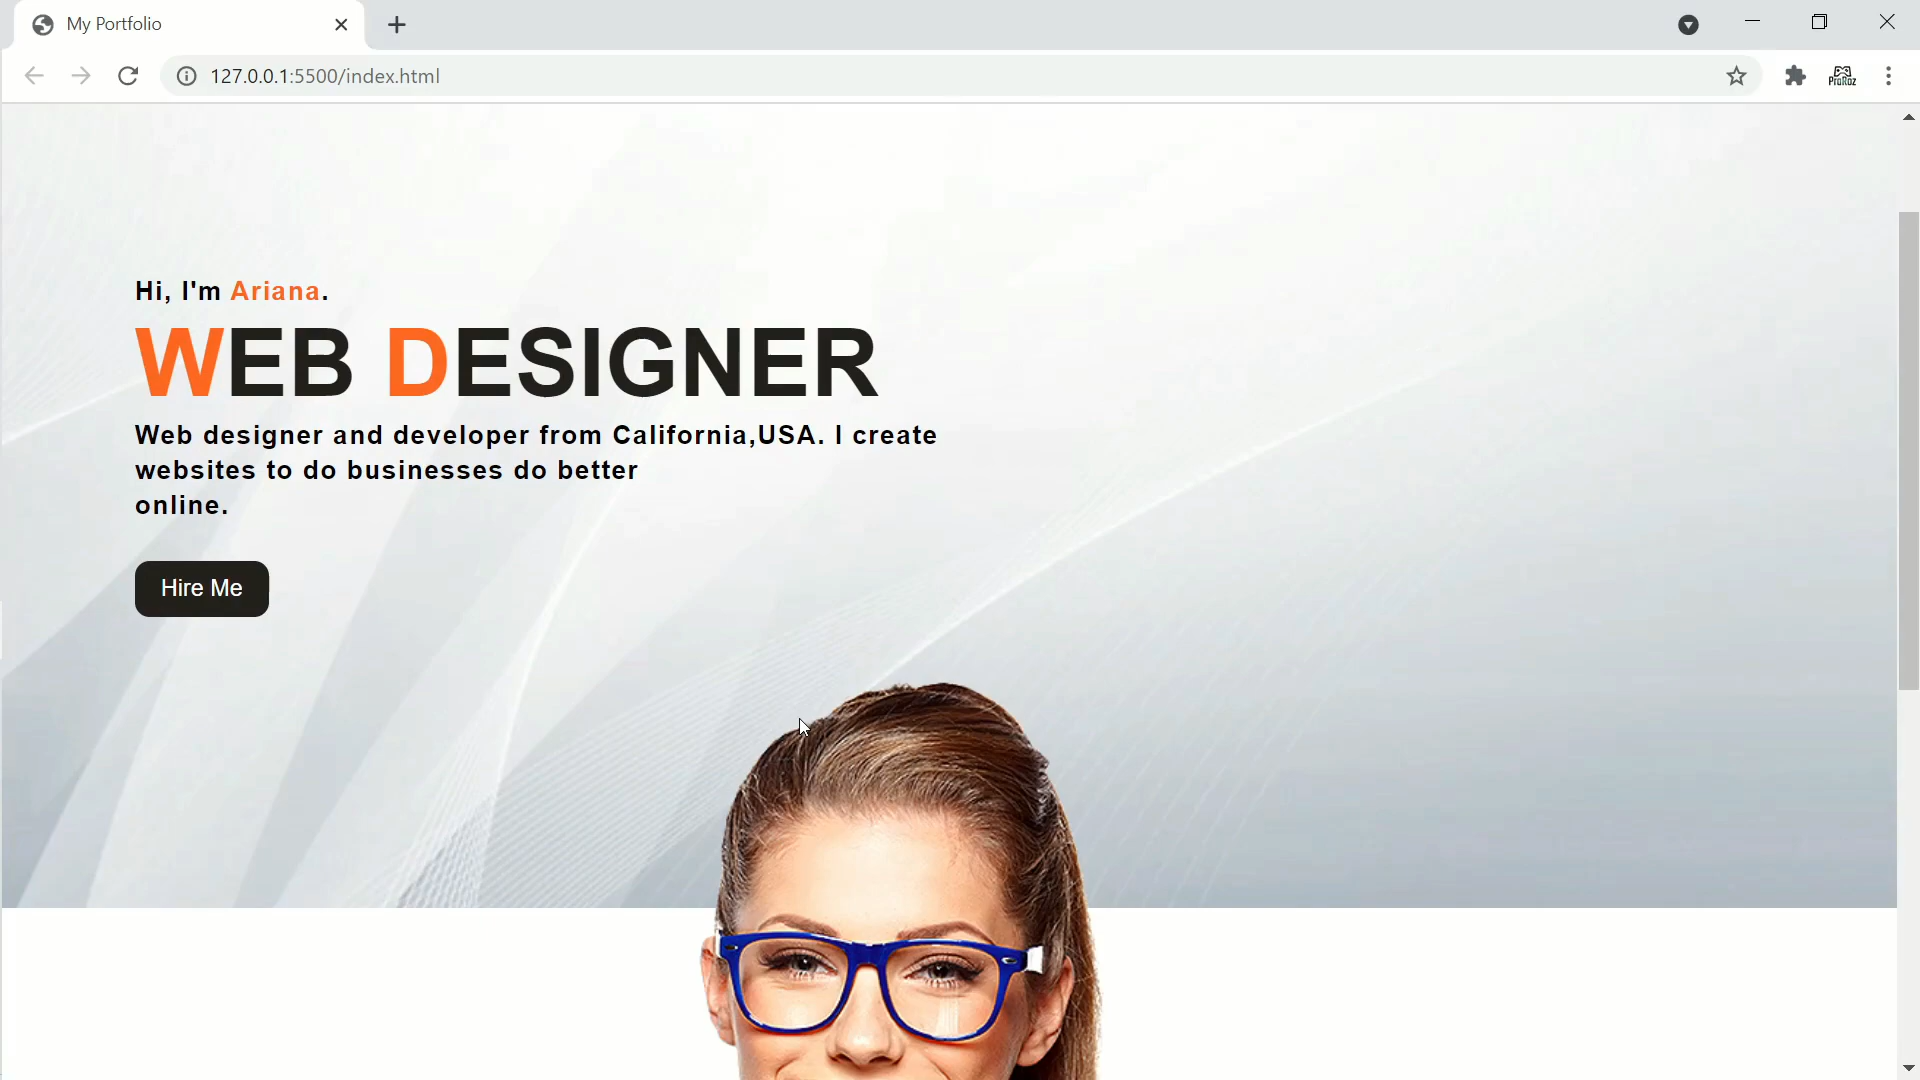 My Portfolio
127.0.0.1:5500/index.html
ProRoz
Hi, I'm Ariana.
WEB DESIGNER
Web designer and developer from California,USA. I create
websites to do businesses do better
online.
Hire Me